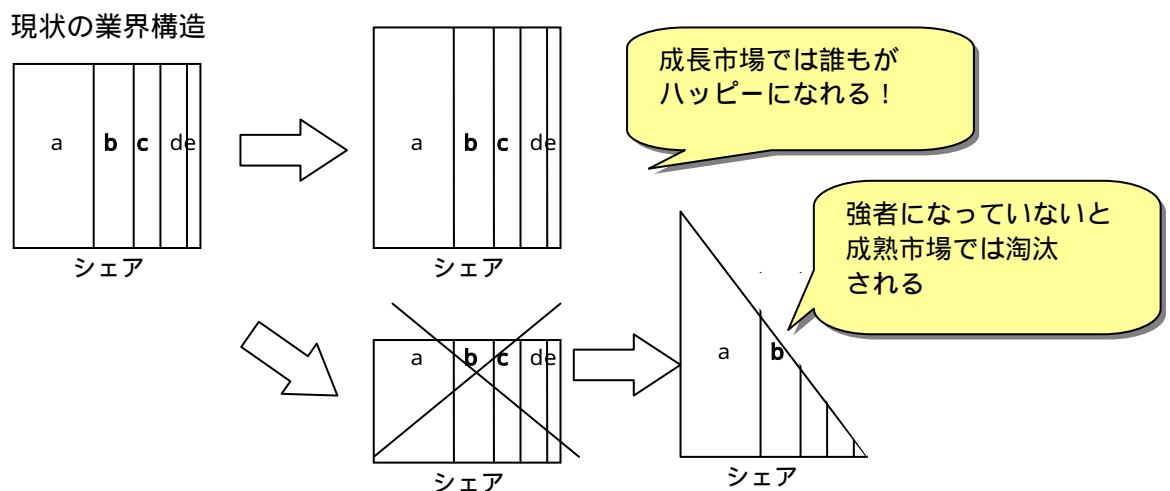 現状の業界構造
a b c de
シェア
a b c de
シェア
成長市場では誰もが
ハッピーになれる！
強者になっていないと
成熟市場では淘汰
される
a b c de
シェア
a b
シェア